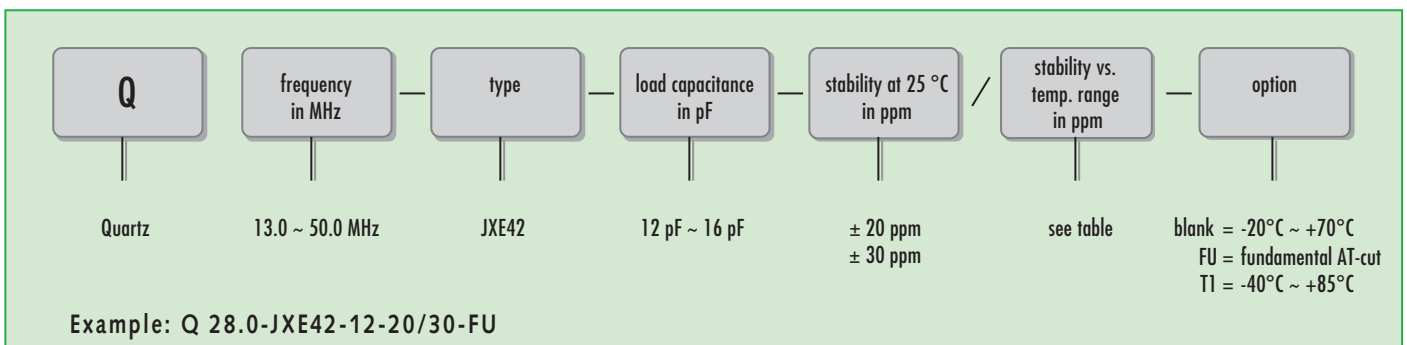 Q
frequency
in MHz
—
type
—
load capacitance
in pF
—
stability at 25 °C
in ppm
/
stability vs.
temp. range
in ppm
—
option
Quartz
13.0 ~ 50.0 MHz
JXE42
12 pF ~ 16 pF
± 20 ppm
± 30 ppm
see table
blank = -20°C ~ +70°C
FU = fundamental AT-cut
T1 = -40°C ~ +85°C
Example: Q 28.0-JXE42-12-20/30-FU